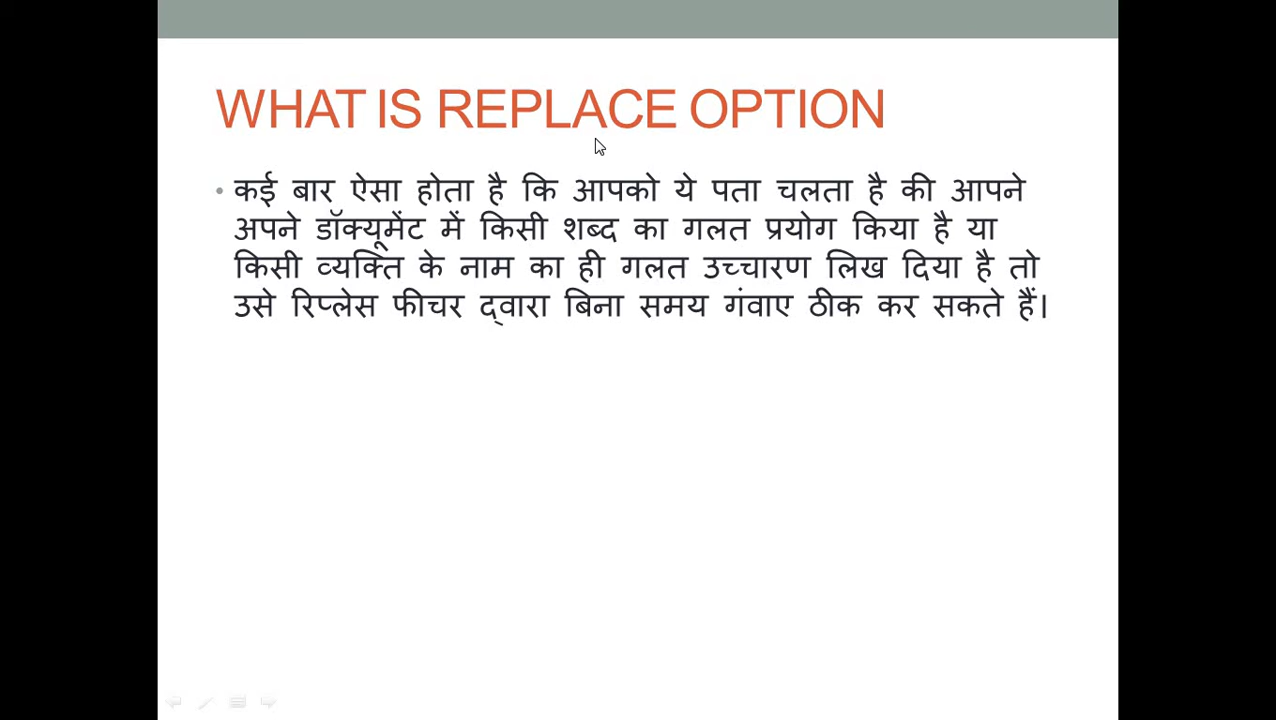 WHAT IS REPLACE OPTION
• कई बार ऐसा होता है कि आपको ये पता चलता है की आपने
अपने डॉक्यूमेंट में किसी शब्द का गलत प्रयोग किया है या
किसी व्यक्ति के नाम का ही गलत उच्चारण लिख दिया है तो
उसे रिप्लेस फीचर द्वारा बिना समय गंवाए ठीक कर सकते हैं।